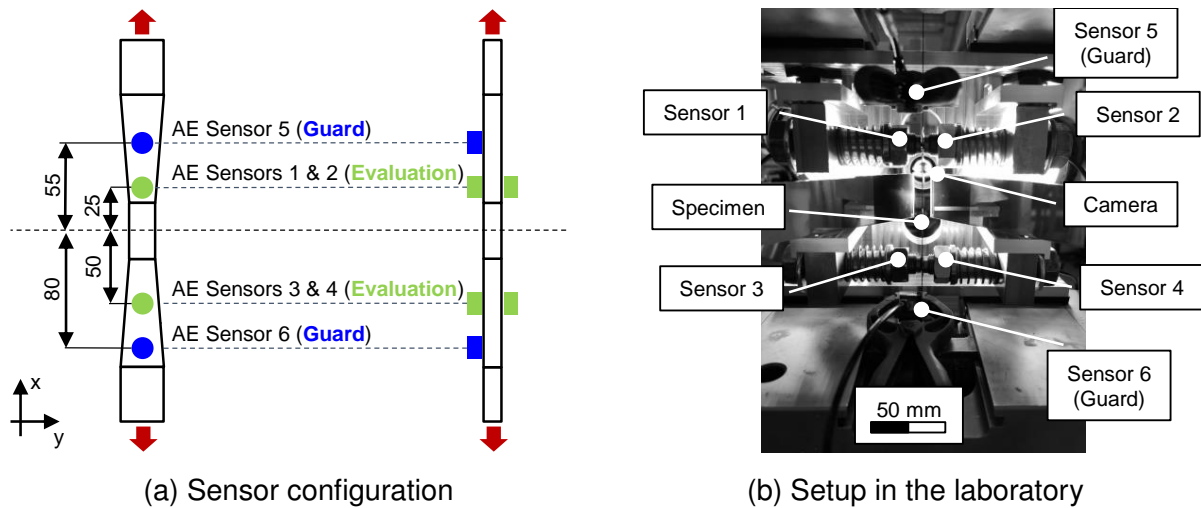 AE Sensor 5 (Guard)
AE Sensors 1 & 2 (Evaluation)
55
25
50
80
AE Sensors 3 & 4 (Evaluation)
AE Sensor 6 (Guard)
x
y
(a) Sensor configuration
Sensor 5
(Guard)
Sensor 1
Sensor 2
Specimen
Camera
Sensor 3
Sensor 4
Sensor 6
(Guard)
50 mm
(b) Setup in the laboratory